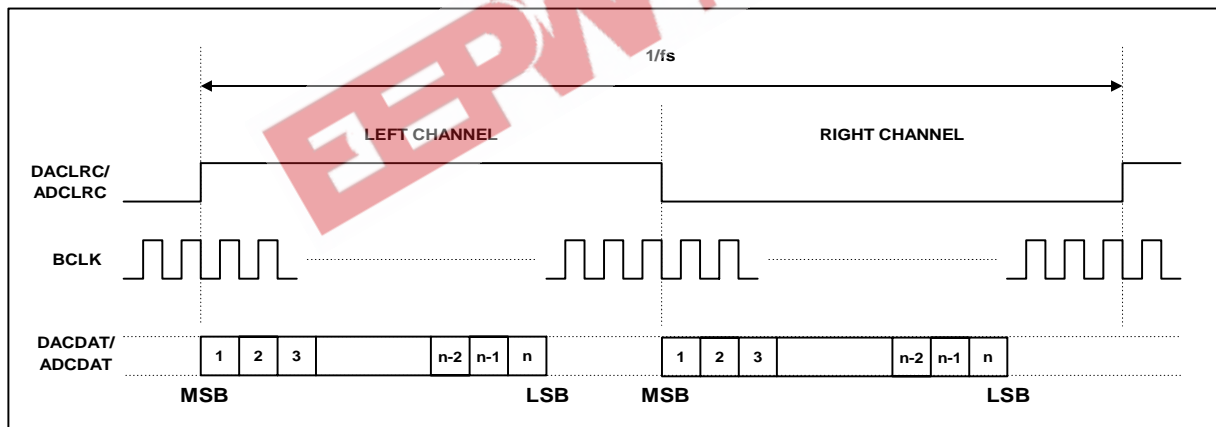 EEPW
1/fs
LEFT CHANNEL RIGHT CHANNEL
DACLRC/
ADCLRC
BCLK
DACDAT/
ADCDAT
1 2 3 n-2 n-1 n 1 2 3 n-2 n-1 n
MSB LSB MSB LSB